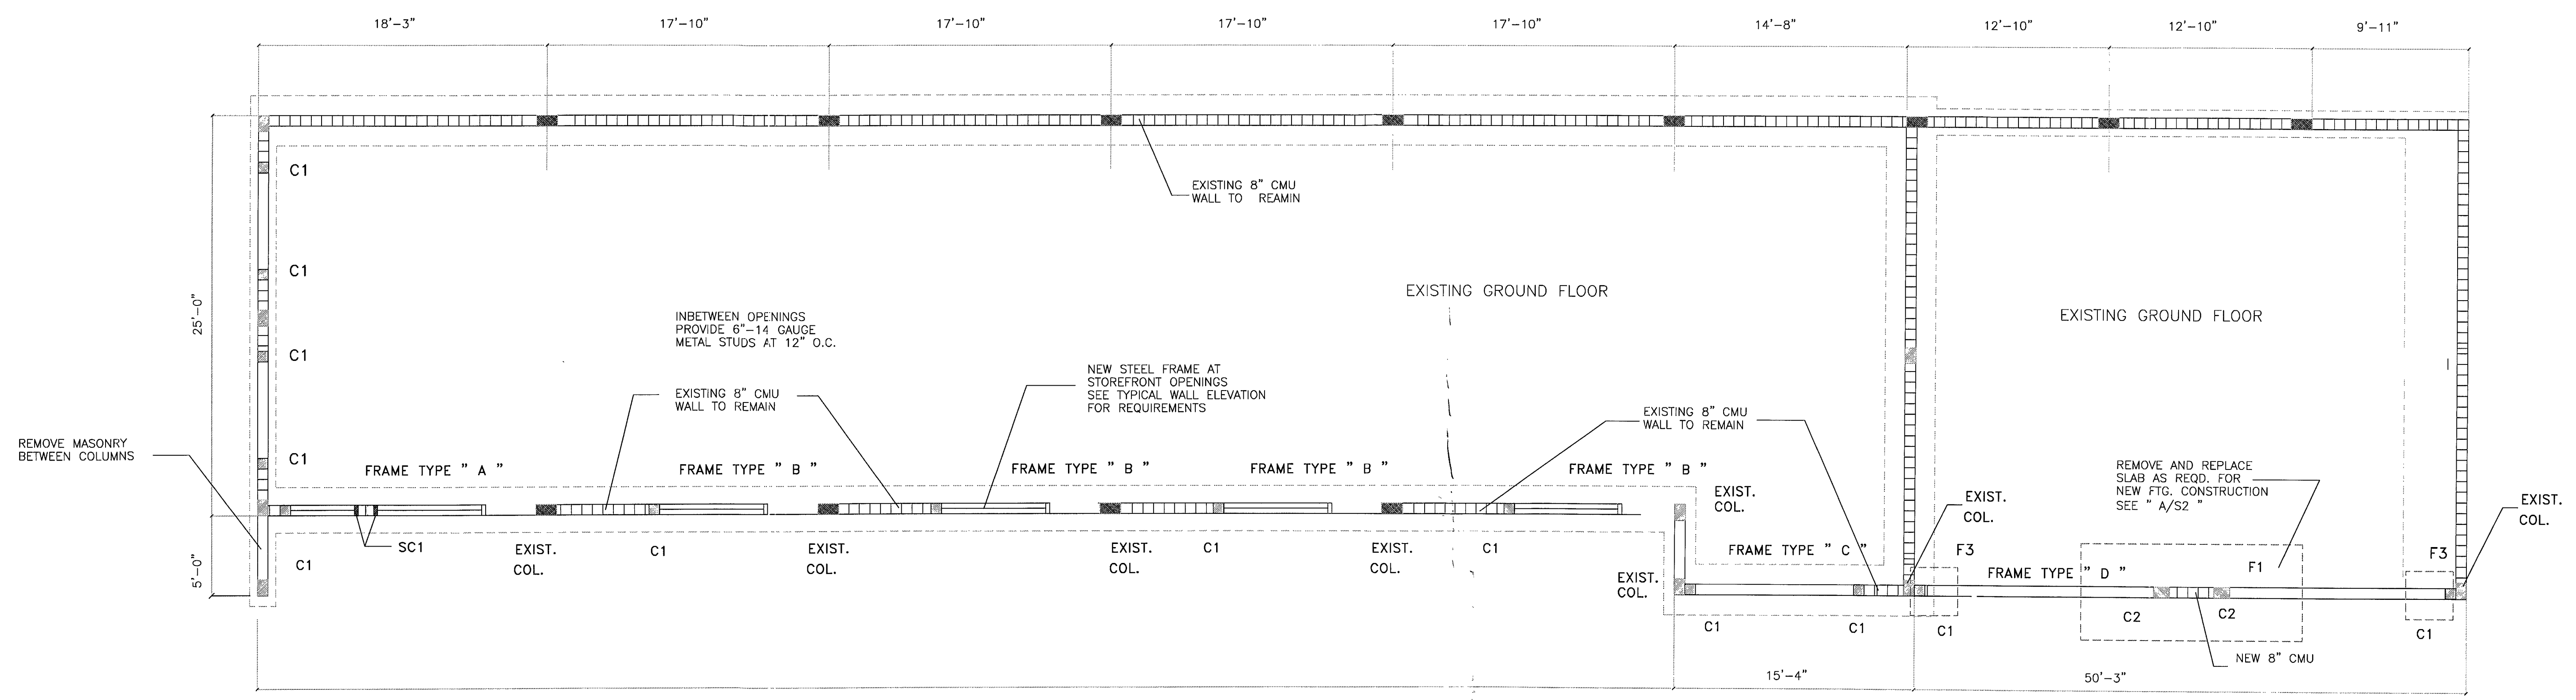 18'-3"
17'-10"
17'-10"
17'-10"
17'-10"
14'-8"
12'-10"
12'-10"
9'-11"
C1
EXISTING 8" CMU
WALL TO REAMIN
C1
EXISTING GROUND FLOOR
25'-0"
INBETWEEN OPENINGS
PROVIDE 6"-14 GAUGE
METAL STUDS AT 12" O.C.
EXISTING GROUND FLOOR
C1
NEW STEEL FRAME AT
STOREFRONT OPENINGS
SEE TYPICAL WALL ELEVATION
FOR REQUIREMENTS
EXISTING 8" CMU
WALL TO REMAIN
EXISTING 8" CMU
WALL TO REMAIN
REMOVE MASONRY
BETWEEN COLUMNS
C1
FRAME TYPE " A "
FRAME TYPE " B "
FRAME TYPE " B "
FRAME TYPE " B "
FRAME TYPE " B "
REMOVE AND REPLACE
SLAB AS REQD. FOR
NEW FTG. CONSTRUCTION
SEE " A/S2 "
EXIST.
COL.
EXIST.
COL.
EXIST.
COL.
SC1
EXIST.
COL.
C1
EXIST.
COL.
EXIST.
COL.
C1
EXIST.
COL.
C1
FRAME TYPE " C "
F3
F3
C1
5'-0"
EXIST.
COL.
FRAME TYPE " D "
F1
C1
C1
C1
C2
C2
C1
NEW 8" CMU
15'-4"
50'-3"